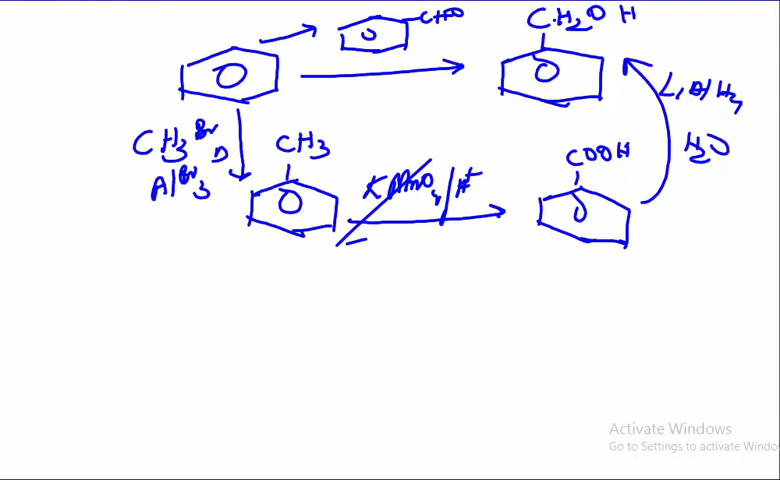 CHO
CH2OH
CH3Br
Δ
AlBr3
CH3
KMnO4/H+
COOH
LiAlH4
H2O
Activate Windows
Go to Settings to activate Windo